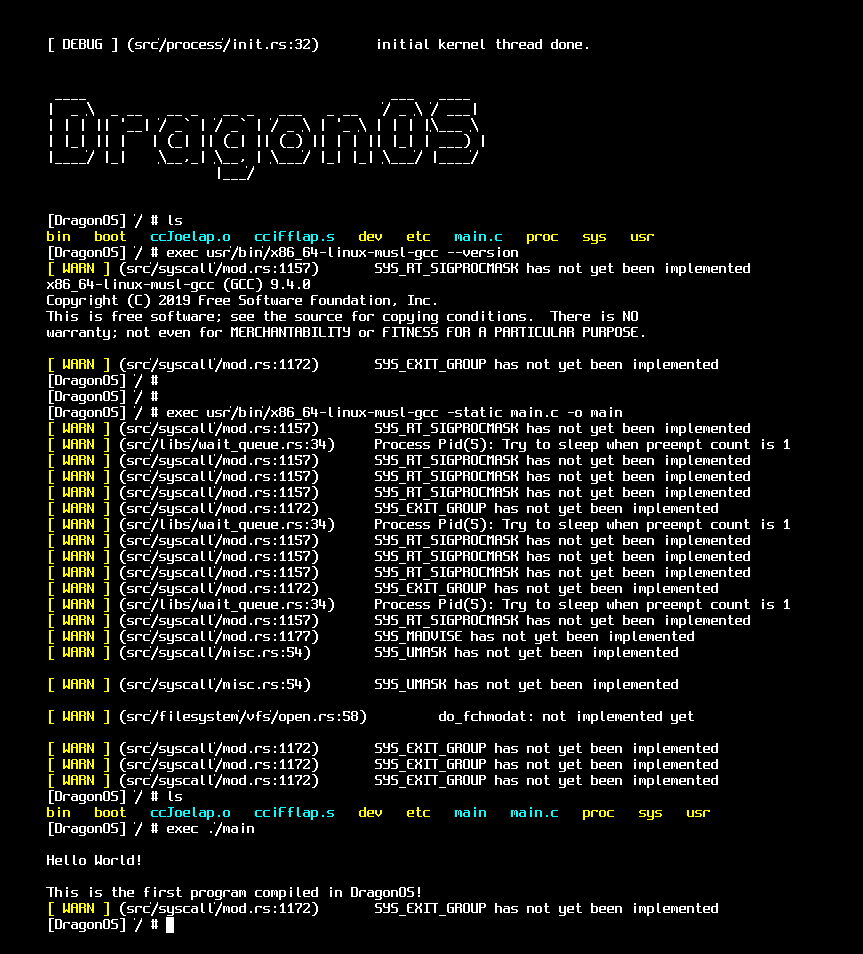 [ DEBUG ] (src/process/init.rs:32)       initial kernel thread done.
DragonOS
[DragonOS] / # ls
bin   boot   ccJoelap.o   ccifflap.s   dev   etc   main.c   proc   sys   usr
[DragonOS] / # exec usr/bin/x86_64-linux-musl-gcc --version
[ WARN ] (src/syscall/mod.rs:1157)       SYS_RT_SIGPROCMASK has not yet been implemented
x86_64-linux-musl-gcc (GCC) 9.4.0
Copyright (C) 2019 Free Software Foundation, Inc.
This is free software; see the source for copying conditions.  There is NO
warranty; not even for MERCHANTABILITY or FITNESS FOR A PARTICULAR PURPOSE.
[ WARN ] (src/syscall/mod.rs:1172)       SYS_EXIT_GROUP has not yet been implemented
[DragonOS] / #
[DragonOS] / #
[DragonOS] / # exec usr/bin/x86_64-linux-musl-gcc -static main.c -o main
[ WARN ] (src/syscall/mod.rs:1157)       SYS_RT_SIGPROCMASK has not yet been implemented
[ WARN ] (src/libs/wait_queue.rs:34)     Process Pid(5): Try to sleep when preempt count is 1
[ WARN ] (src/syscall/mod.rs:1157)       SYS_RT_SIGPROCMASK has not yet been implemented
[ WARN ] (src/syscall/mod.rs:1157)       SYS_RT_SIGPROCMASK has not yet been implemented
[ WARN ] (src/syscall/mod.rs:1157)       SYS_RT_SIGPROCMASK has not yet been implemented
[ WARN ] (src/syscall/mod.rs:1172)       SYS_EXIT_GROUP has not yet been implemented
[ WARN ] (src/libs/wait_queue.rs:34)     Process Pid(5): Try to sleep when preempt count is 1
[ WARN ] (src/syscall/mod.rs:1157)       SYS_RT_SIGPROCMASK has not yet been implemented
[ WARN ] (src/syscall/mod.rs:1157)       SYS_RT_SIGPROCMASK has not yet been implemented
[ WARN ] (src/syscall/mod.rs:1157)       SYS_RT_SIGPROCMASK has not yet been implemented
[ WARN ] (src/syscall/mod.rs:1172)       SYS_EXIT_GROUP has not yet been implemented
[ WARN ] (src/libs/wait_queue.rs:34)     Process Pid(5): Try to sleep when preempt count is 1
[ WARN ] (src/syscall/mod.rs:1157)       SYS_RT_SIGPROCMASK has not yet been implemented
[ WARN ] (src/syscall/mod.rs:1177)       SYS_MADVISE has not yet been implemented
[ WARN ] (src/syscall/misc.rs:54)        SYS_UMASK has not yet been implemented
[ WARN ] (src/syscall/misc.rs:54)        SYS_UMASK has not yet been implemented
[ WARN ] (src/filesystem/vfs/open.rs:58)         do_fchmodat: not implemented yet
[ WARN ] (src/syscall/mod.rs:1172)       SYS_EXIT_GROUP has not yet been implemented
[ WARN ] (src/syscall/mod.rs:1172)       SYS_EXIT_GROUP has not yet been implemented
[ WARN ] (src/syscall/mod.rs:1172)       SYS_EXIT_GROUP has not yet been implemented
[DragonOS] / # ls
bin   boot   ccJoelap.o   ccifflap.s   dev   etc   main   main.c   proc   sys   usr
[DragonOS] / # exec ./main
Hello World!
This is the first program compiled in DragonOS!
[ WARN ] (src/syscall/mod.rs:1172)       SYS_EXIT_GROUP has not yet been implemented
[DragonOS] / #